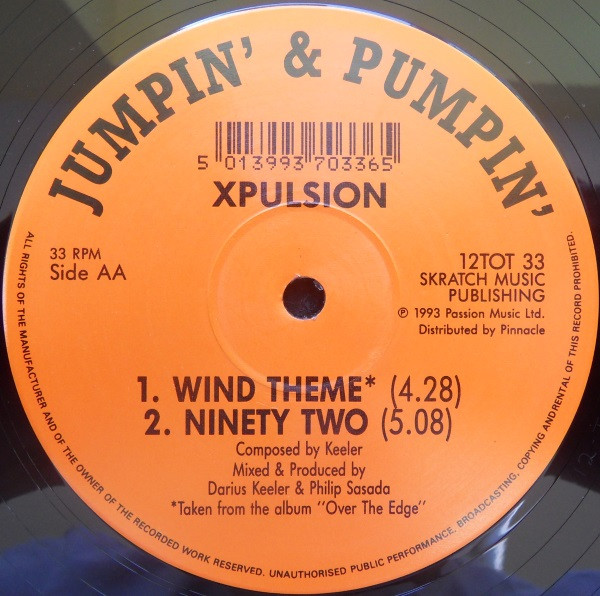 JUMPIN' & PUMPIN'
5 013993 703365
XPULSION
33 RPM
Side AA
12TOT 33
SKRATCH MUSIC
PUBLISHING
℗ 1993 Passion Music Ltd.
Distributed by Pinnacle
1. WIND THEME* (4.28)
2. NINETY TWO (5.08)
Composed by Keeler
Mixed & Produced by
Darius Keeler & Philip Sasada
*Taken from the album "Over The Edge"
ALL RIGHTS OF THE MANUFACTURER AND OF THE OWNER OF THE RECORDED WORK RESERVED. UNAUTHORISED PUBLIC PERFORMANCE, BROADCASTING, COPYING AND RENTAL OF THIS RECORD PROHIBITED.